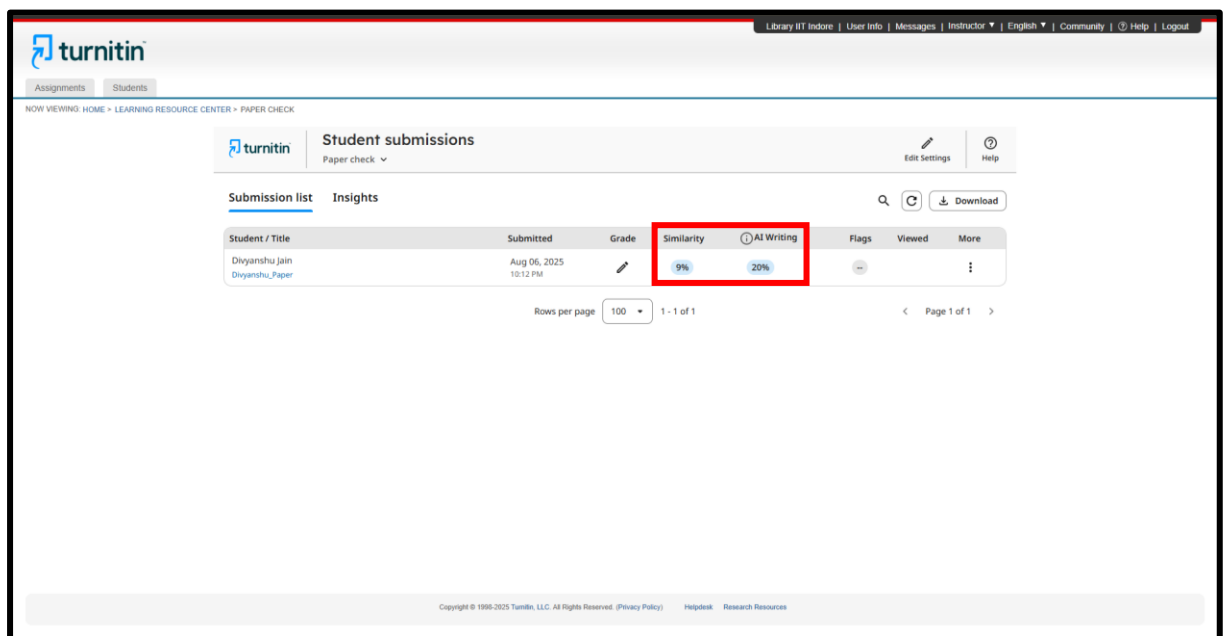 Library IIT Indore | User Info | Messages | Instructor ▼ | English ▼ | Community | ? Help | Logout
turnitin
Assignments Students
NOW VIEWING: HOME > LEARNING RESOURCE CENTER > PAPER CHECK
turnitin Student submissions
Paper check
Edit Settings Help
Submission list Insights Download
Student / Title Submitted Grade Similarity AI Writing Flags Viewed More
Divyanshu Jain Aug 06, 2025 9% 20% --
Divyanshu_Paper 10:12 PM
Rows per page 100 1 - 1 of 1 < Page 1 of 1 >
Copyright © 1998-2025 Turnitin, LLC. All Rights Reserved. (Privacy Policy) Helpdesk Research Resources